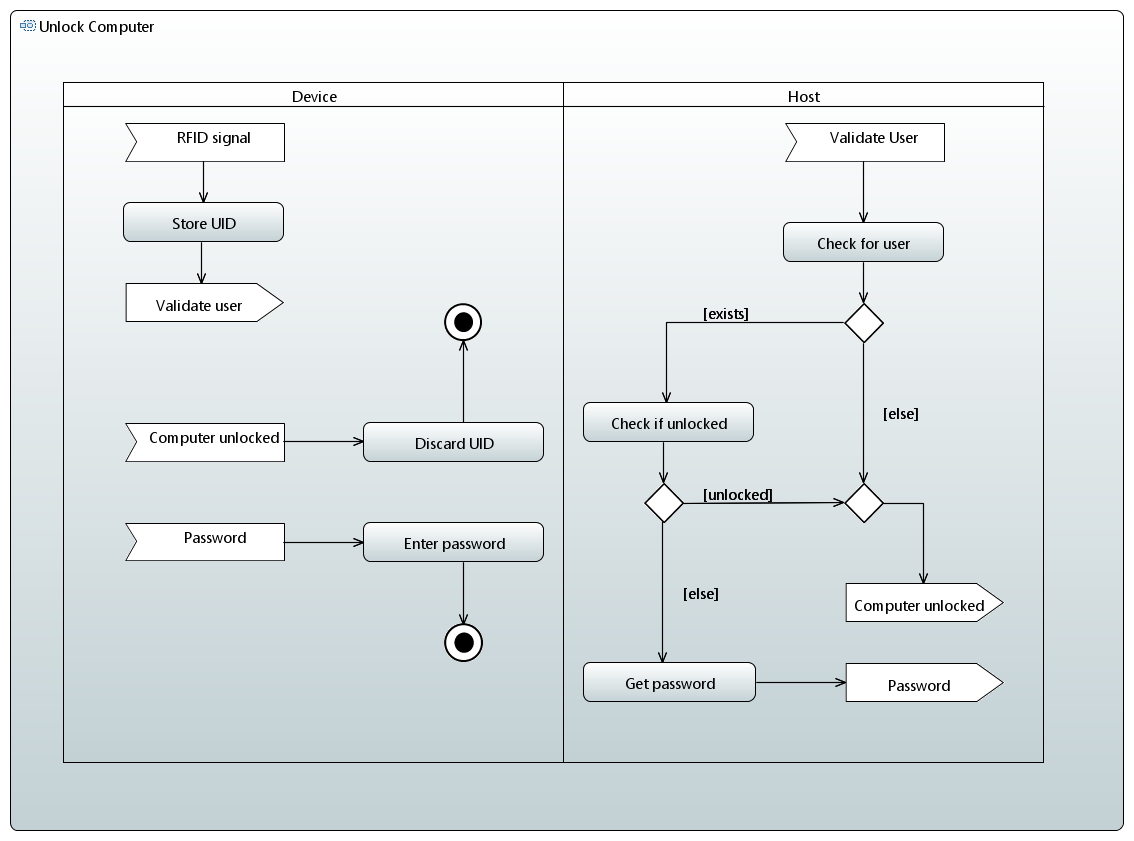 Unlock Computer
Device
Host
RFID signal
Validate User
Store UID
Check for user
Validate user
[exists]
[else]
Computer unlocked
Discard UID
Check if unlocked
[unlocked]
Password
Enter password
[else]
Computer unlocked
Get password
Password